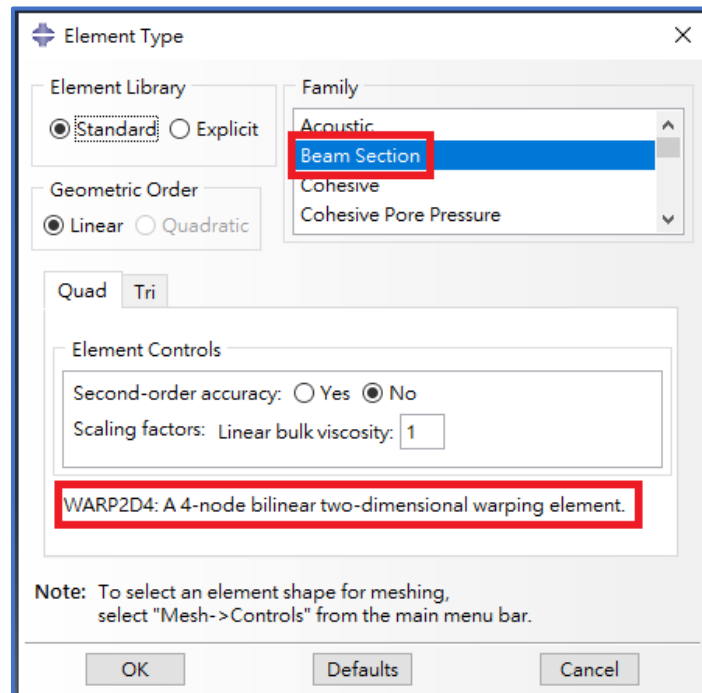 Element Type
Element Library
Standard Explicit
Family
Acoustic
Beam Section
Cohesive
Cohesive Pore Pressure
Geometric Order
Linear Quadratic
Quad Tri
Element Controls
Second-order accuracy: Yes No
Scaling factors: Linear bulk viscosity: 1
WARP2D4: A 4-node bilinear two-dimensional warping element.
Note: To select an element shape for meshing,
select "Mesh->Controls" from the main menu bar.
OK Defaults Cancel